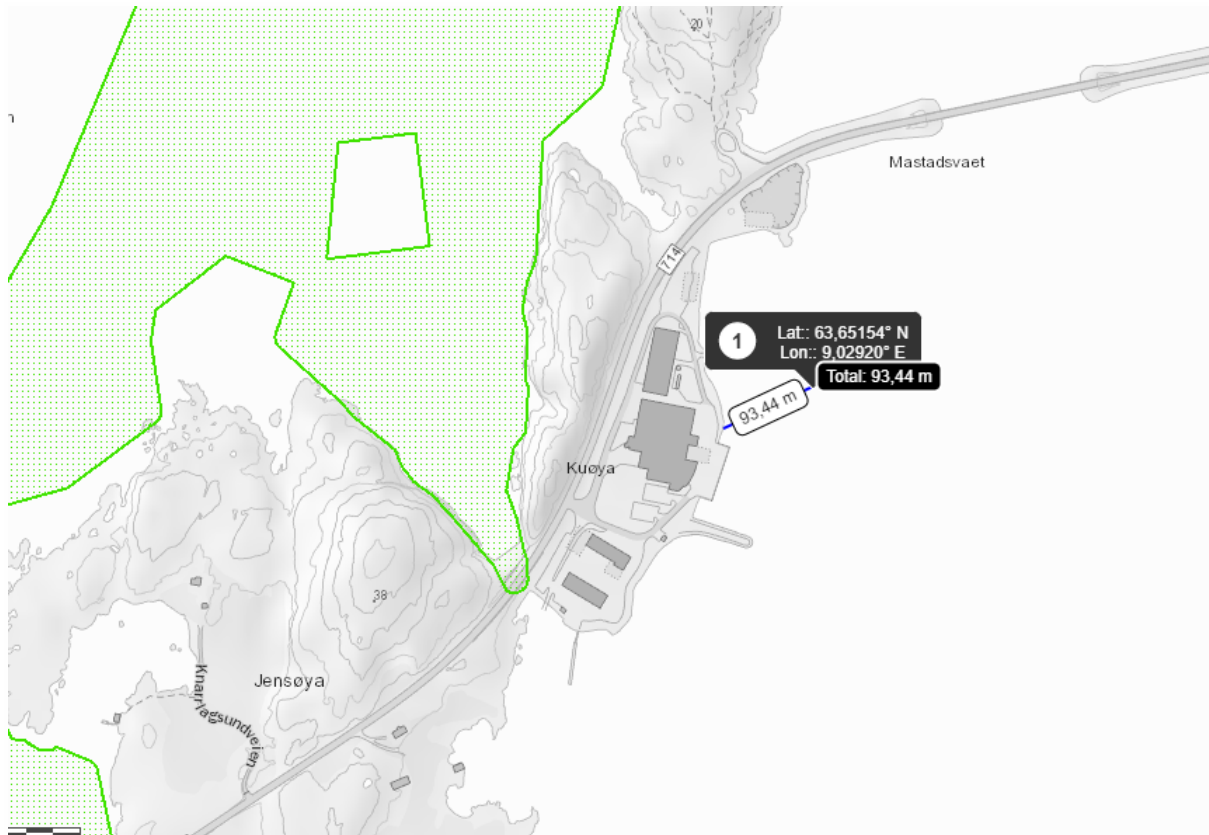 20
n
Mastadsvaet
714
1
Lat:: 63,65154° N
Lon:: 9,02920° E
Total: 93,44 m
93,44 m
Kuøya
38
Jensøya
Knarrlagsundveien